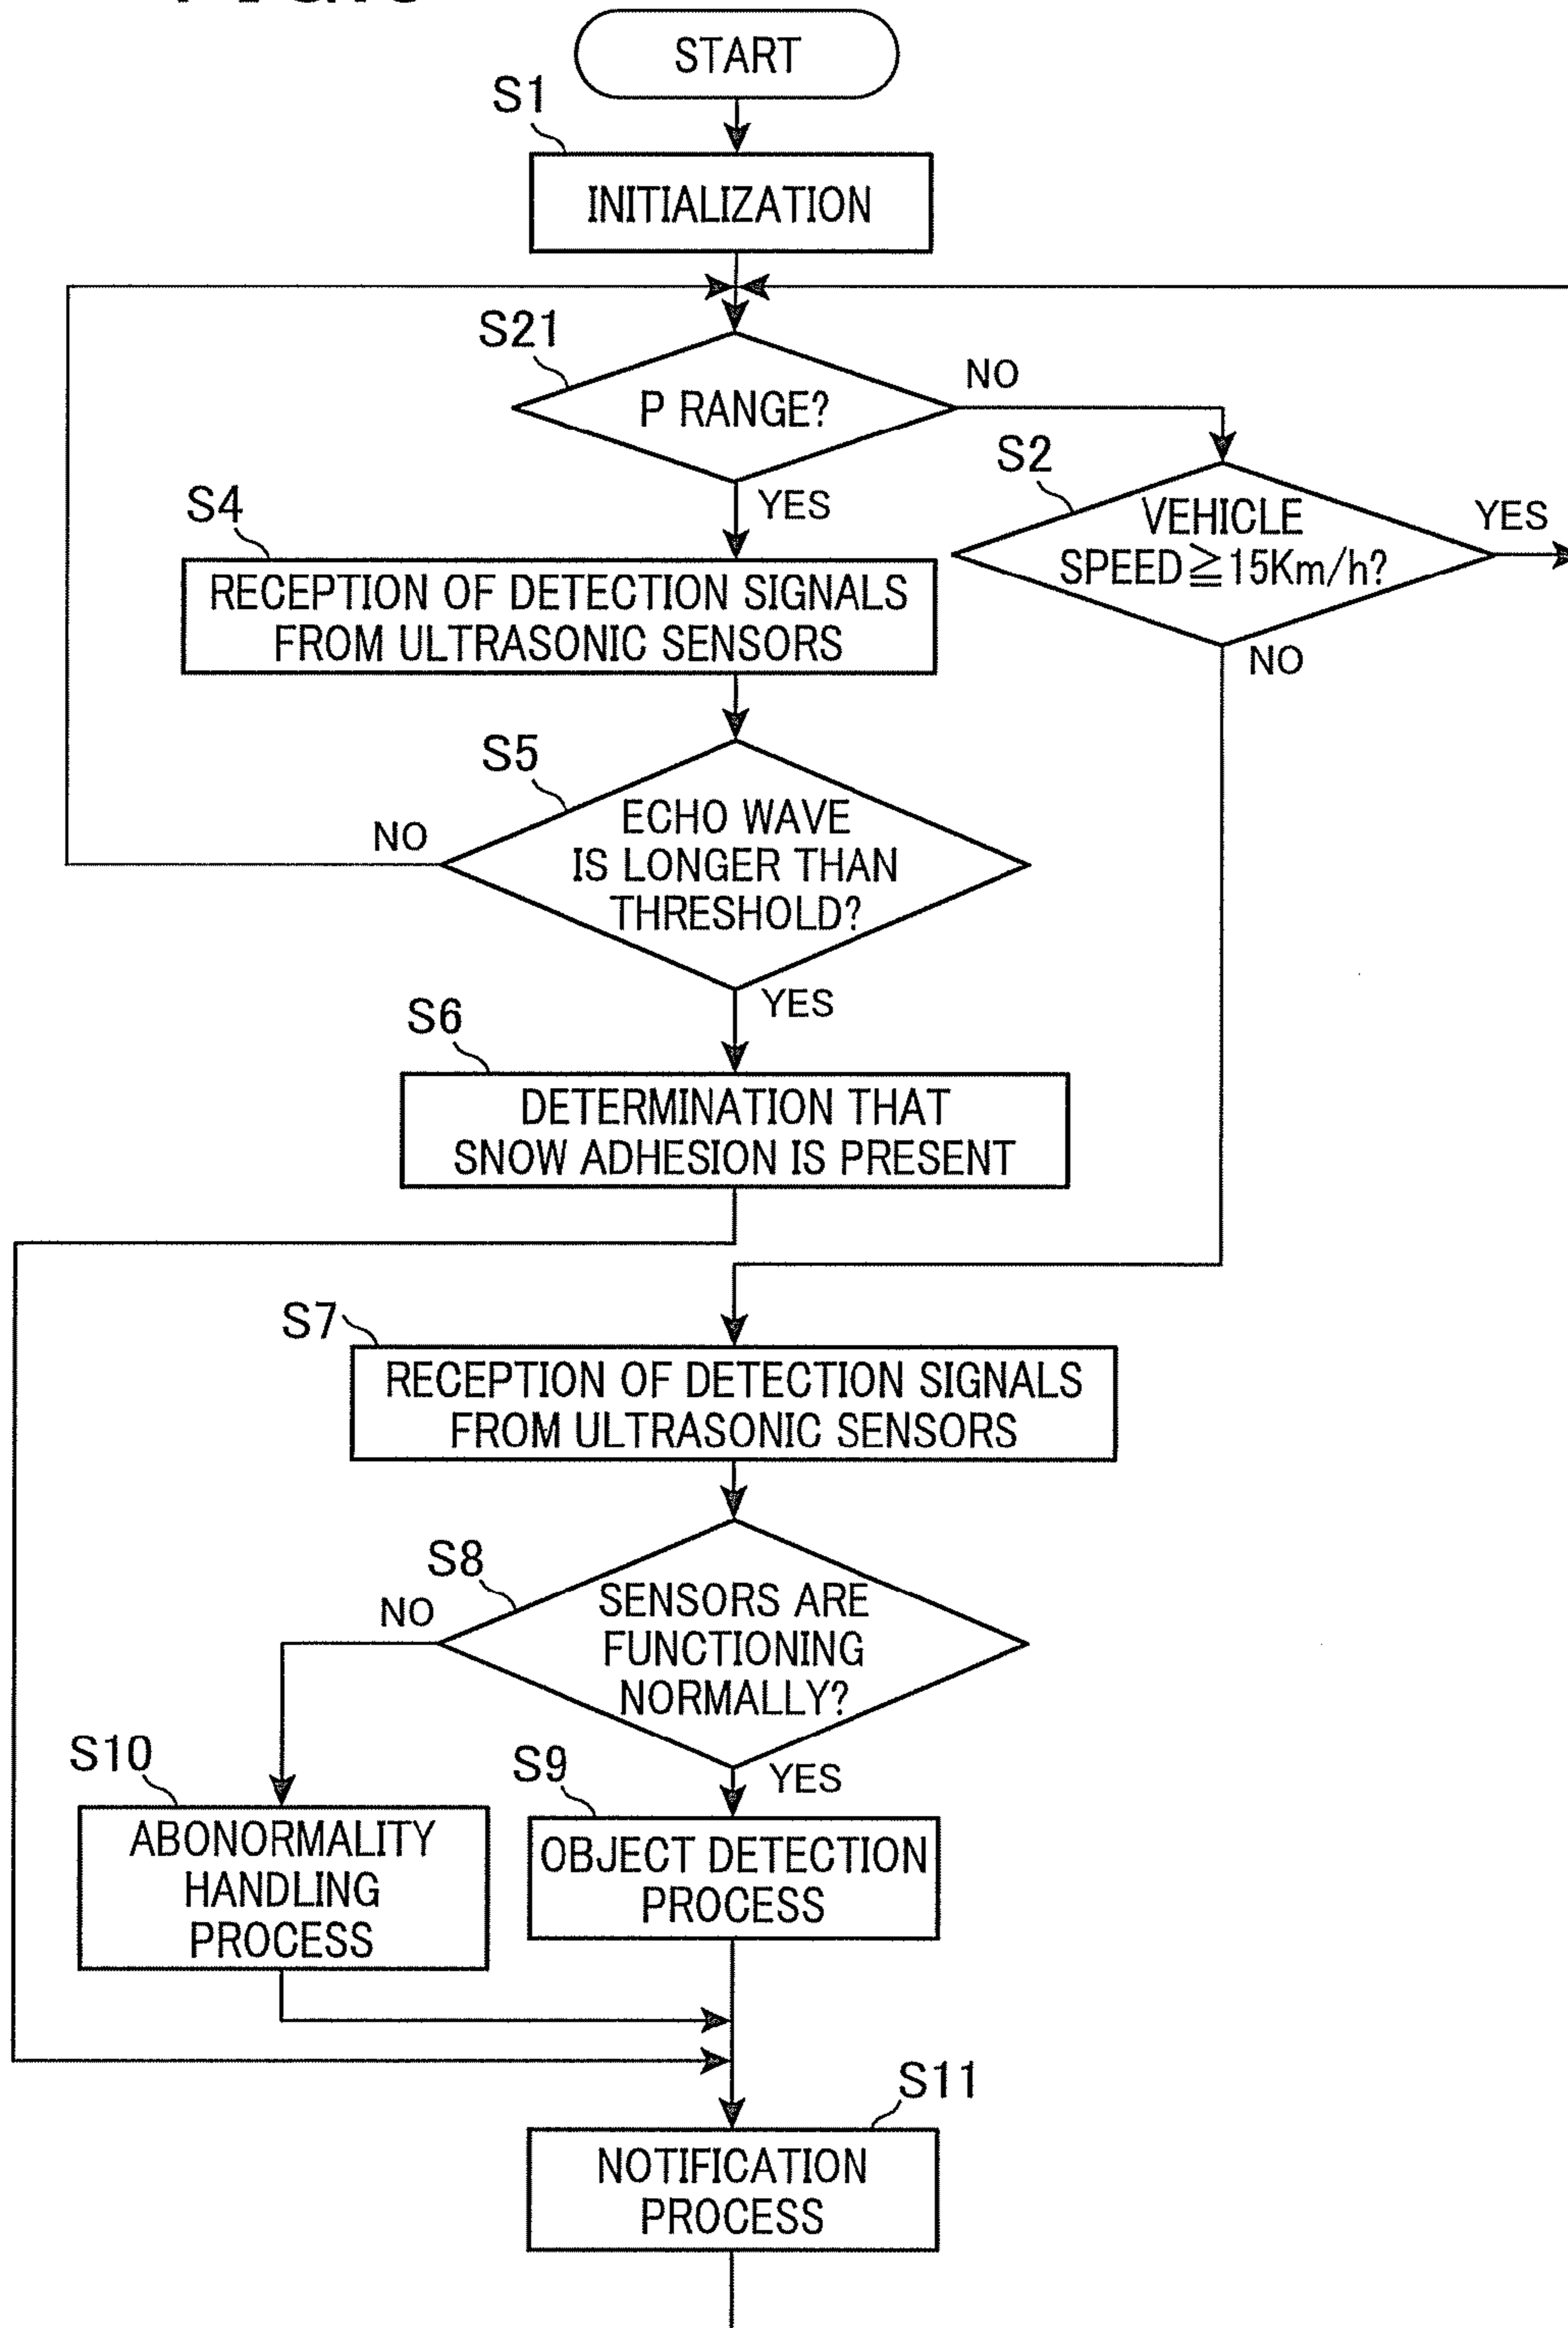 START
S1
INITIALIZATION
S21
P RANGE?
NO
YES
S2
VEHICLE
SPEED≧15Km/h?
YES
NO
S4
RECEPTION OF DETECTION SIGNALS
FROM ULTRASONIC SENSORS
S5
ECHO WAVE
IS LONGER THAN
THRESHOLD?
NO
YES
S6
DETERMINATION THAT
SNOW ADHESION IS PRESENT
S7
RECEPTION OF DETECTION SIGNALS
FROM ULTRASONIC SENSORS
S8
SENSORS ARE
FUNCTIONING
NORMALLY?
NO
YES
S10
ABONORMALITY
HANDLING
PROCESS
S9
OBJECT DETECTION
PROCESS
S11
NOTIFICATION
PROCESS